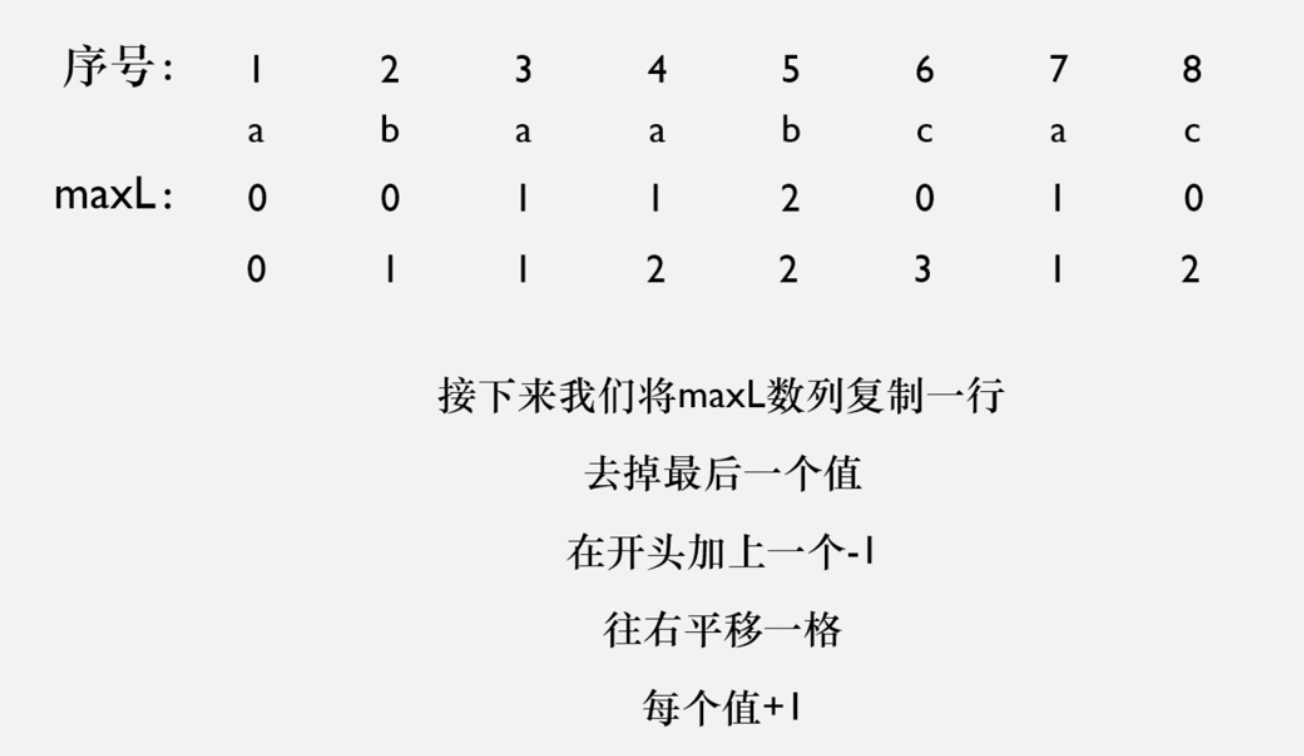 序号: 1 2 3 4 5 6 7 8
a b a a b c a c
maxL: 0 0 1 1 2 0 1 0
0 1 1 2 2 3 1 2
接下来我们将maxL数列复制一行
去掉最后一个值
在开头加上一个-1
往右平移一格
每个值+1